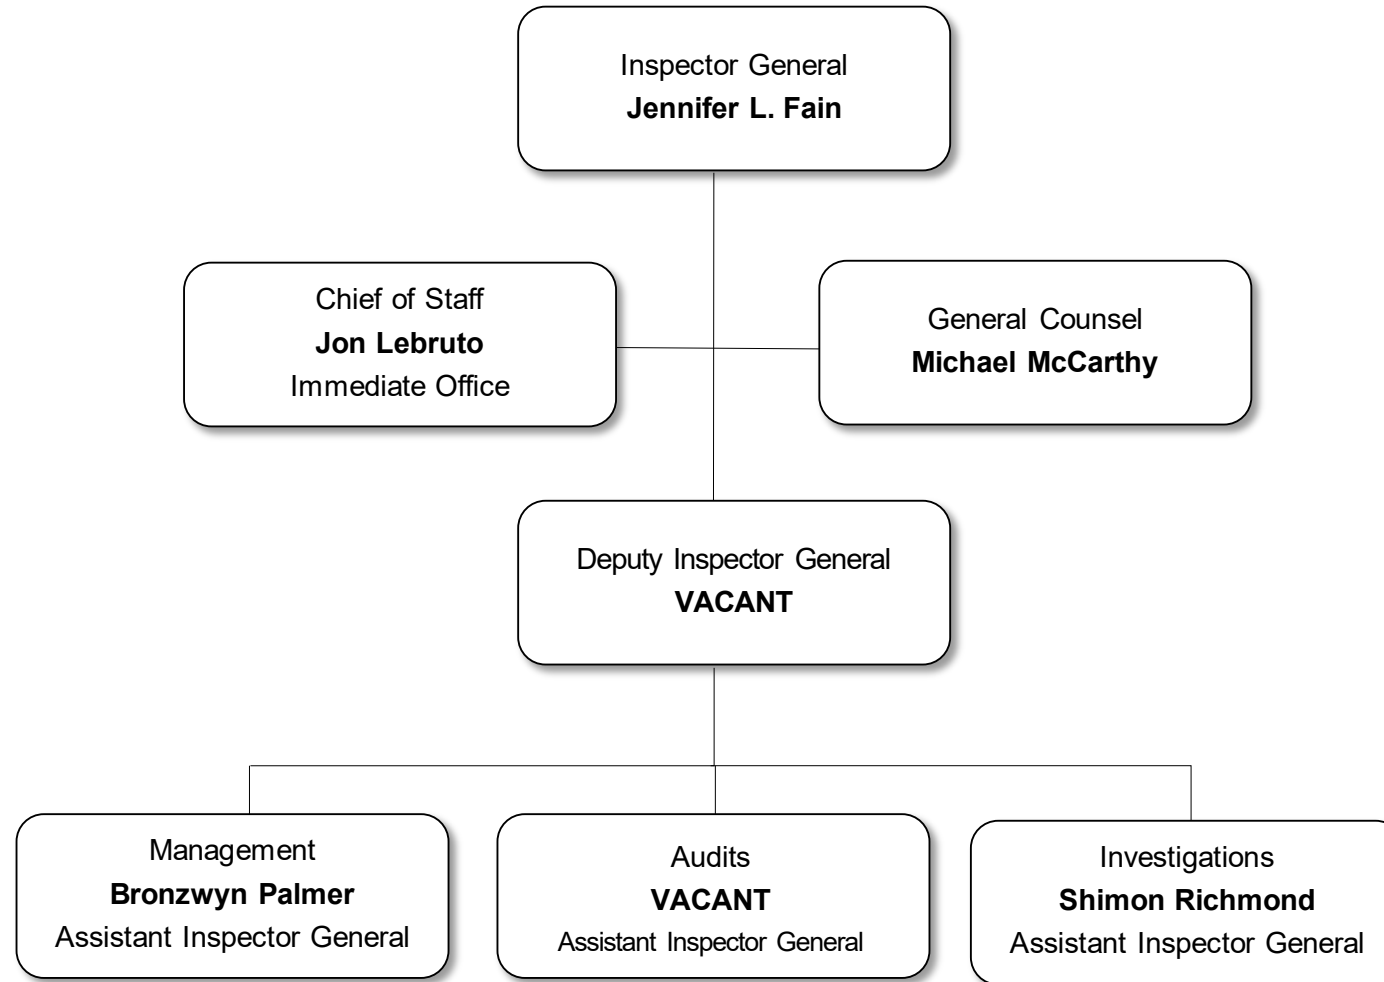 Inspector General
Jennifer L. Fain
Chief of Staff
Jon Lebruto
Immediate Office
General Counsel
Michael McCarthy
Deputy Inspector General
VACANT
Management
Bronzwyn Palmer
Assistant Inspector General
Audits
VACANT
Assistant Inspector General
Investigations
Shimon Richmond
Assistant Inspector General